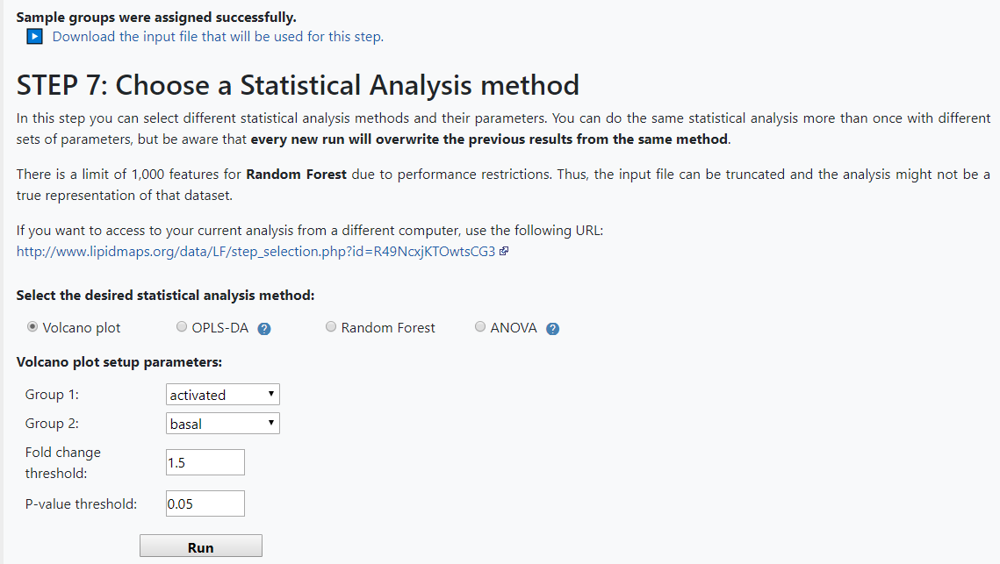 Sample groups were assigned successfully.
Download the input file that will be used for this step.
STEP 7: Choose a Statistical Analysis method
In this step you can select different statistical analysis methods and their parameters. You can do the same statistical analysis more than once with different
sets of parameters, but be aware that every new run will overwrite the previous results from the same method.
There is a limit of 1,000 features for Random Forest due to performance restrictions. Thus, the input file can be truncated and the analysis might not be a
true representation of that dataset.
If you want to access to your current analysis from a different computer, use the following URL:
http://www.lipidmaps.org/data/LF/step_selection.php?id=R49NcxjKTOwtsCG3
Select the desired statistical analysis method:
Volcano plot OPLS-DA ? Random Forest ANOVA ?
Volcano plot setup parameters:
Group 1: activated
Group 2: basal
Fold change
threshold: 1.5
P-value threshold: 0.05
Run